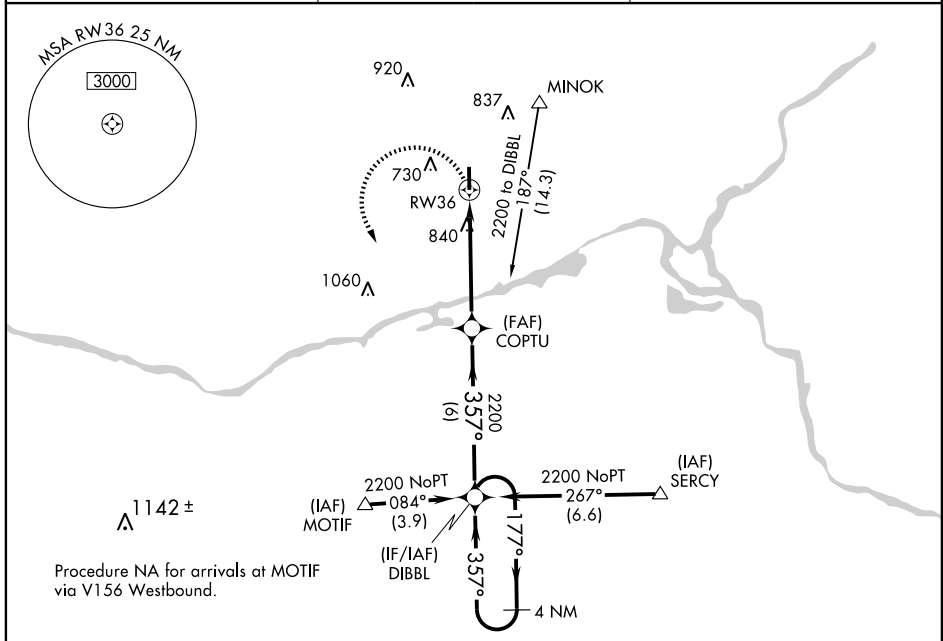 MSA RW36 25 NM
3000
920
837
MINOK
730
RW36
840
2200 to DIBBL
187°
(14.3)
1060
(FAF)
COPTU
2200
357°
(6)
(IAF)
MOTIF
2200 NoPT
084°
(3.9)
2200 NoPT
267°
(6.6)
(IAF)
SERCY
(IF/IAF)
DIBBL
177°
357°
4 NM
1142 ±
Procedure NA for arrivals at MOTIF
via V156 Westbound.